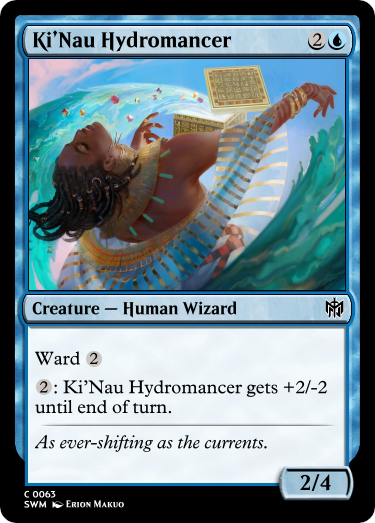 Ki'Nau Hydromancer 2
Creature — Human Wizard
Ward 2
2: Ki'Nau Hydromancer gets +2/-2
until end of turn.
As ever-shifting as the currents.
2/4
C 0063
SWM Erion Makuo